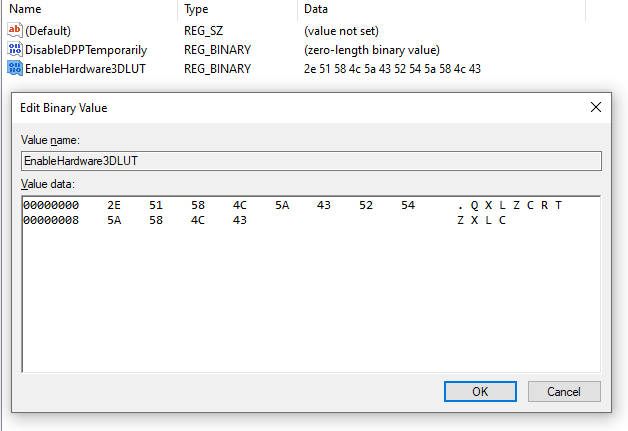 Name Type Data
(Default) REG_SZ (value not set)
DisableDPPTemporarily REG_BINARY (zero-length binary value)
EnableHardware3DLUT REG_BINARY 2e 51 58 4c 5a 43 52 54 5a 58 4c 43
Edit Binary Value
Value name:
EnableHardware3DLUT
Value data:
00000000 2E 51 58 4C 5A 43 52 54 . Q X L Z C R T
00000008 5A 58 4C 43 Z X L C
OK Cancel